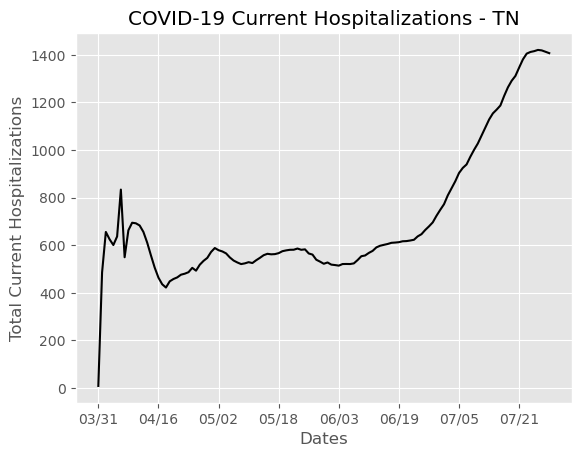 COVID-19 Current Hospitalizations - TN
Total Current Hospitalizations
1400
1200
1000
800
600
400
200
0
03/31 04/16 05/02 05/18 06/03 06/19 07/05 07/21
Dates